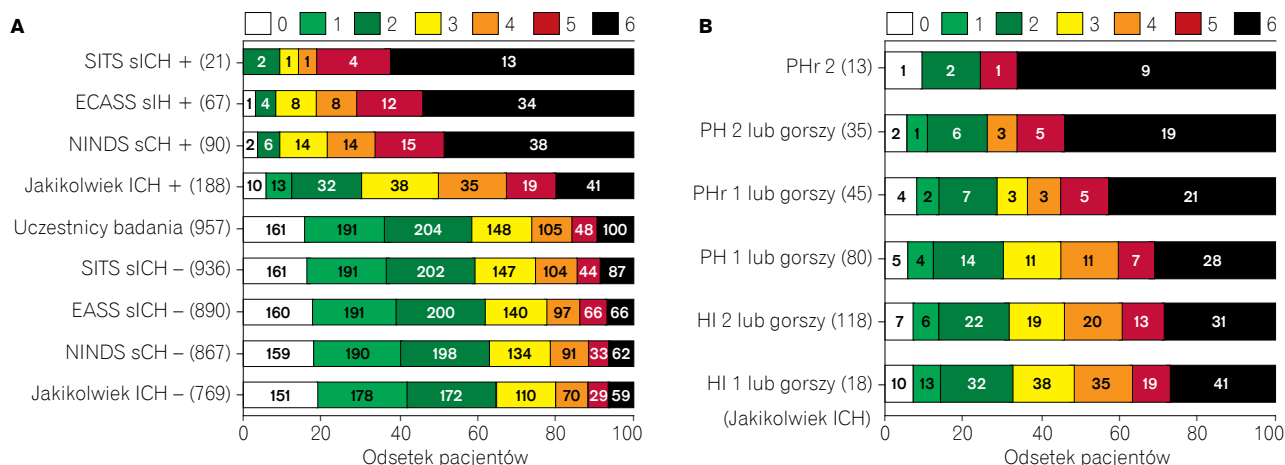 A
0 1 2 3 4 5 6
SITS sICH + (21)
2 1 1 4 13
ECASS sIH + (67)
1 4 8 8 12 34
NINDS sCH + (90)
2 6 14 14 15 38
Jakikolwiek ICH + (188)
10 13 32 38 35 19 41
Uczestnicy badania (957)
161 191 204 148 105 48 100
SITS sICH – (936)
161 191 202 147 104 44 87
EASS sICH – (890)
160 191 200 140 97 66 66
NINDS sCH – (867)
159 190 198 134 91 33 62
Jakikolwiek ICH – (769)
151 178 172 110 70 29 59
0 20 40 60 80 100
Odsetek pacjentów
B
0 1 2 3 4 5 6
PHr 2 (13)
1 2 1 9
PH 2 lub gorszy (35)
2 1 6 3 5 19
PHr 1 lub gorszy (45)
4 2 7 3 3 5 21
PH 1 lub gorszy (80)
5 4 14 11 11 7 28
HI 2 lub gorszy (118)
7 6 22 19 20 13 31
HI 1 lub gorszy (18)
(Jakikolwiek ICH)
10 13 32 38 35 19 41
0 20 40 60 80 100
Odsetek pacjentów